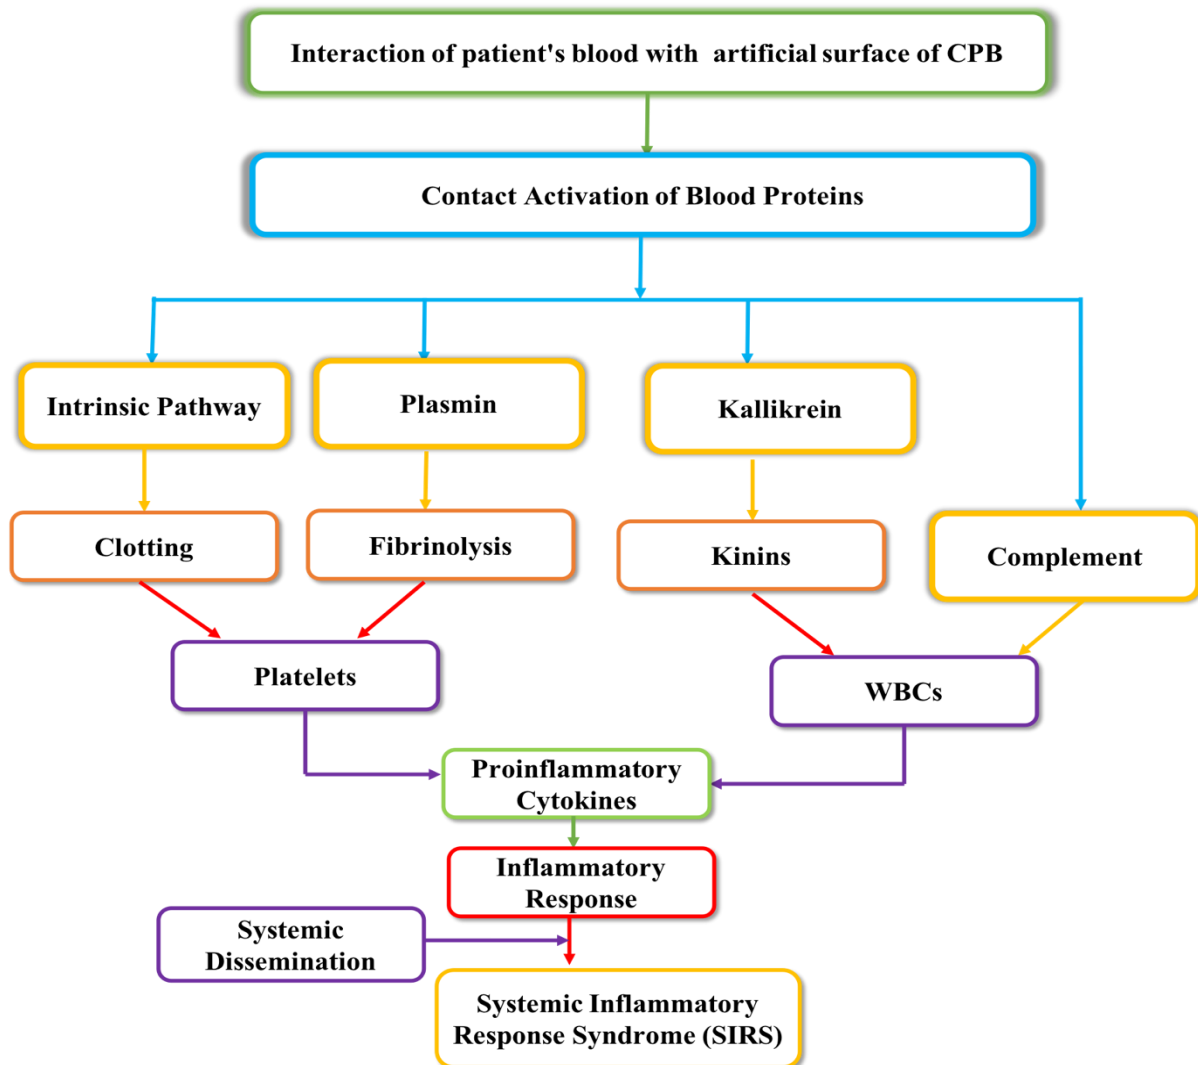 Interaction of patient's blood with artificial surface of CPB
Contact Activation of Blood Proteins
Intrinsic Pathway
Plasmin
Kallikrein
Clotting
Fibrinolysis
Kinins
Complement
Platelets
WBCs
Proinflammatory
Cytokines
Inflammatory
Response
Systemic
Dissemination
Systemic Inflammatory
Response Syndrome (SIRS)